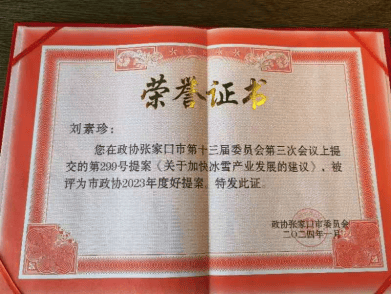 荣誉证书
刘素珍:
您在政协张家口市第十三届委员会第三次会议上提
交的第299号提案《关于加快冰雪产业发展的建议》,被
评为市政协2023年度好提案。特发此证。
政协张家口市委员会
二〇二四年一月